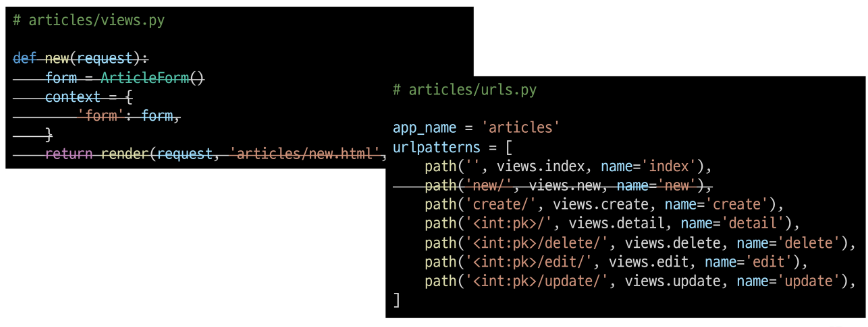 # articles/views.py
def new(request):
    form = ArticleForm()
    context = {
        'form': form,
    }
    return render(request, 'articles/new.html',
# articles/urls.py
app_name = 'articles'
urlpatterns = [
    path('', views.index, name='index'),
    path('new/', views.new, name='new'),
    path('create/', views.create, name='create'),
    path('<int:pk>/', views.detail, name='detail'),
    path('<int:pk>/delete/', views.delete, name='delete'),
    path('<int:pk>/edit/', views.edit, name='edit'),
    path('<int:pk>/update/', views.update, name='update'),
]